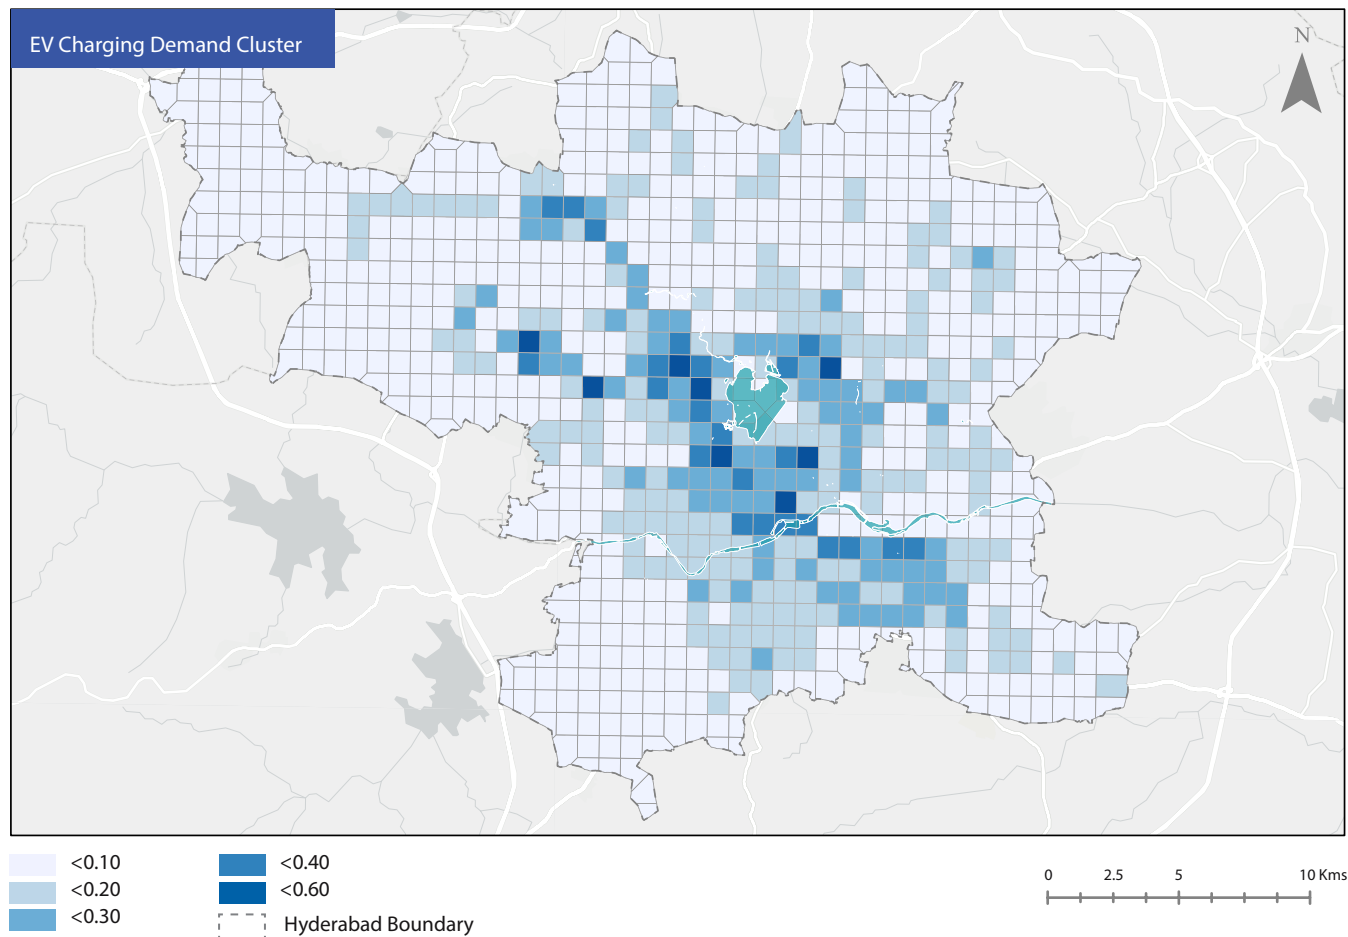 EV Charging Demand Cluster
N
<0.10
<0.20
<0.30
<0.40
<0.60
Hyderabad Boundary
0 2.5 5 10 Kms